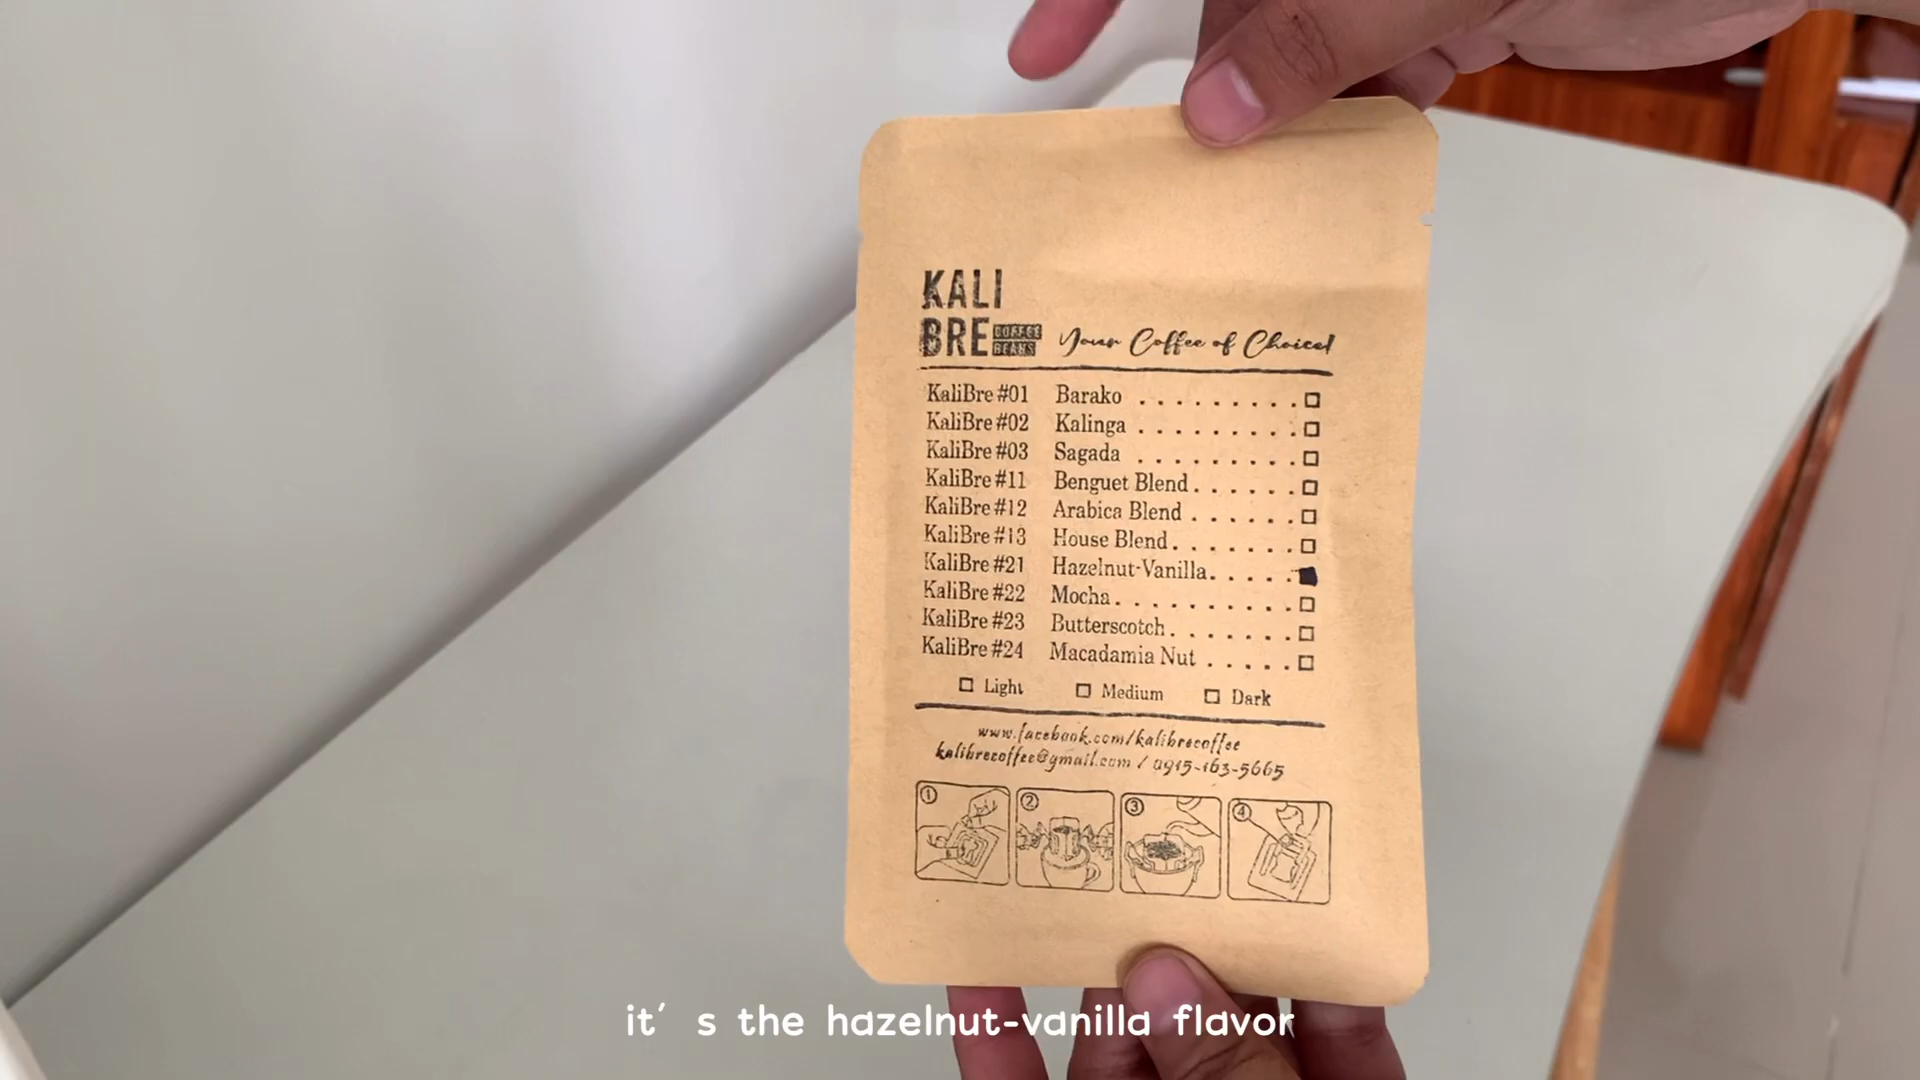 KALI
BRE COFFEE BEANS Your Coffee of Choice!
KaliBre #01 Barako . . . . . . . . .
KaliBre #02 Kalinga . . . . . . . . .
KaliBre #03 Sagada . . . . . . . . .
KaliBre #11 Benguet Blend . . . . . .
KaliBre #12 Arabica Blend . . . . . .
KaliBre #13 House Blend . . . . . . .
KaliBre #21 Hazelnut-Vanilla . . . . .
KaliBre #22 Mocha . . . . . . . . . .
KaliBre #23 Butterscotch . . . . . . .
KaliBre #24 Macadamia Nut . . . . .
Light Medium Dark
www.facebook.com/kalibrecoffee
kalibrecoffee@gmail.com / 0915-163-5665
1 2 3 4
it's the hazelnut-vanilla flavor